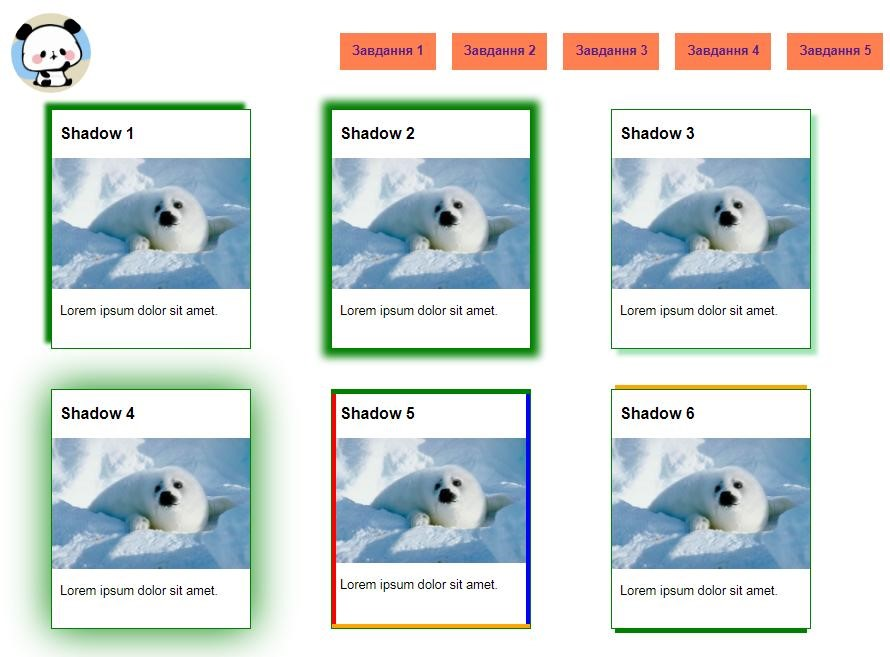 Завдання 1
Завдання 2
Завдання 3
Завдання 4
Завдання 5
Shadow 1
Shadow 2
Shadow 3
Lorem ipsum dolor sit amet.
Lorem ipsum dolor sit amet.
Lorem ipsum dolor sit amet.
Shadow 4
Shadow 5
Shadow 6
Lorem ipsum dolor sit amet.
Lorem ipsum dolor sit amet.
Lorem ipsum dolor sit amet.